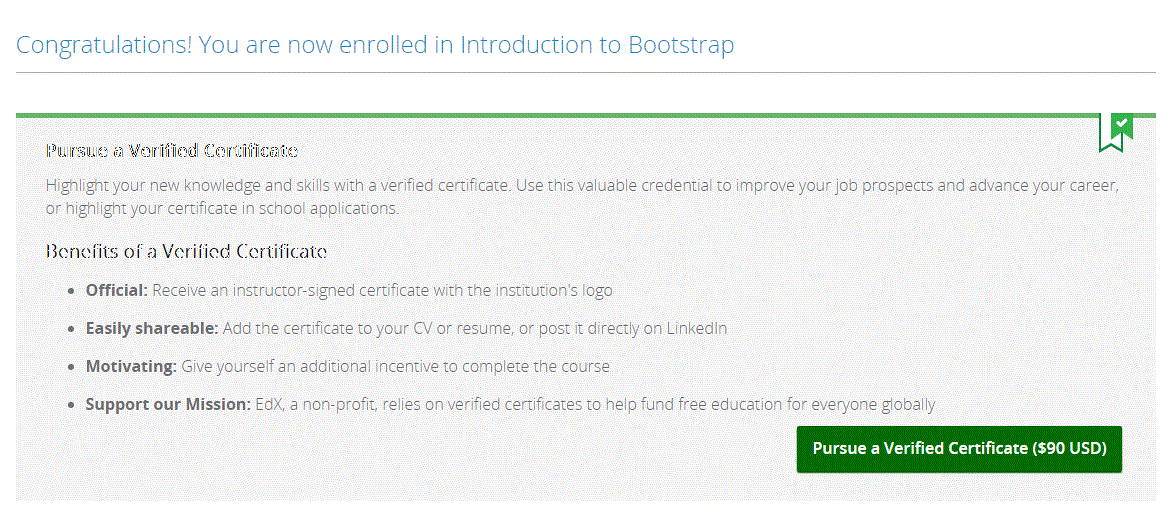 Congratulations! You are now enrolled in Introduction to Bootstrap
Pursue a Verified Certificate
Highlight your new knowledge and skills with a verified certificate. Use this valuable credential to improve your job prospects and advance your career,
or highlight your certificate in school applications.
Benefits of a Verified Certificate
• Official: Receive an instructor-signed certificate with the institution's logo
• Easily shareable: Add the certificate to your CV or resume, or post it directly on LinkedIn
• Motivating: Give yourself an additional incentive to complete the course
• Support our Mission: EdX, a non-profit, relies on verified certificates to help fund free education for everyone globally
Pursue a Verified Certificate ($90 USD)